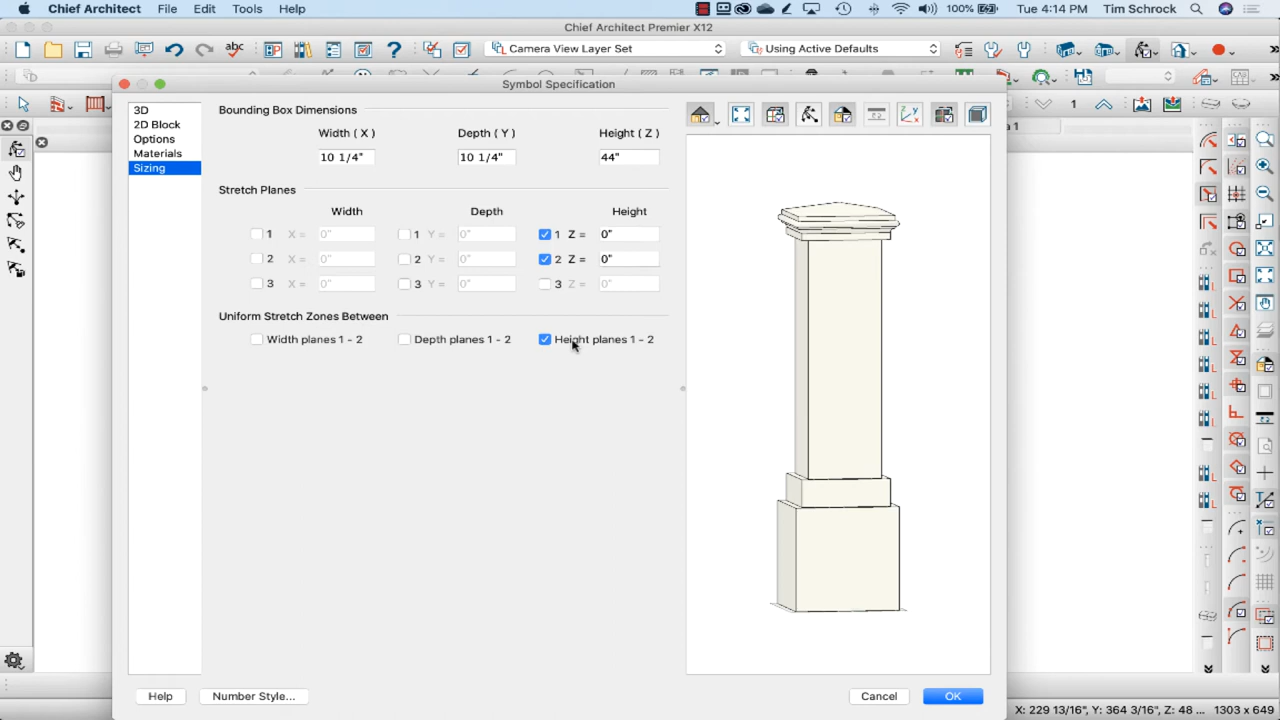 Chief Architect File Edit Tools Help 100% Tue 4:14 PM Tim Schrock
Chief Architect Premier X12
abc ? Camera View Layer Set Using Active Defaults
1
Symbol Specification
3D
2D Block
Options
Materials
Sizing
Bounding Box Dimensions
Width ( X ) Depth ( Y ) Height ( Z )
10 1/4" 10 1/4" 44"
Stretch Planes
Width Depth Height
1 X = 0" 1 Y = 0" 1 Z = 0"
2 X = 0" 2 Y = 0" 2 Z = 0"
3 X = 0" 3 Y = 0" 3 Z = 0"
Uniform Stretch Zones Between
Width planes 1 - 2 Depth planes 1 - 2 Height planes 1 - 2
Help Number Style... Cancel OK
X: 229 13/16", Y: 364 3/16", Z: 48 ... 1303 x 649